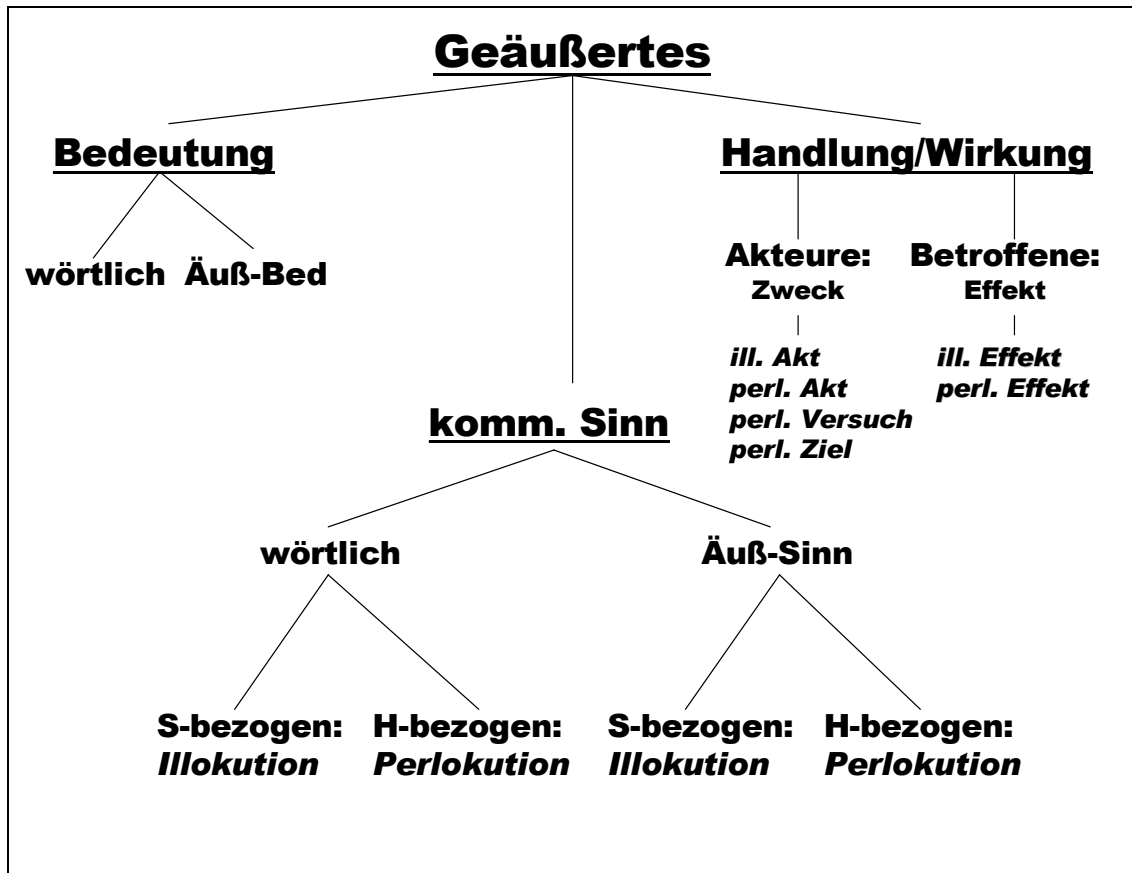 Geäußertes
Bedeutung
Handlung/Wirkung
wörtlich Äuß-Bed
Akteure:
Zweck
Betroffene:
Effekt
ill. Akt
perl. Akt
perl. Versuch
perl. Ziel
ill. Effekt
perl. Effekt
komm. Sinn
wörtlich
Äuß-Sinn
S-bezogen:
Illokution
H-bezogen:
Perlokution
S-bezogen:
Illokution
H-bezogen:
Perlokution